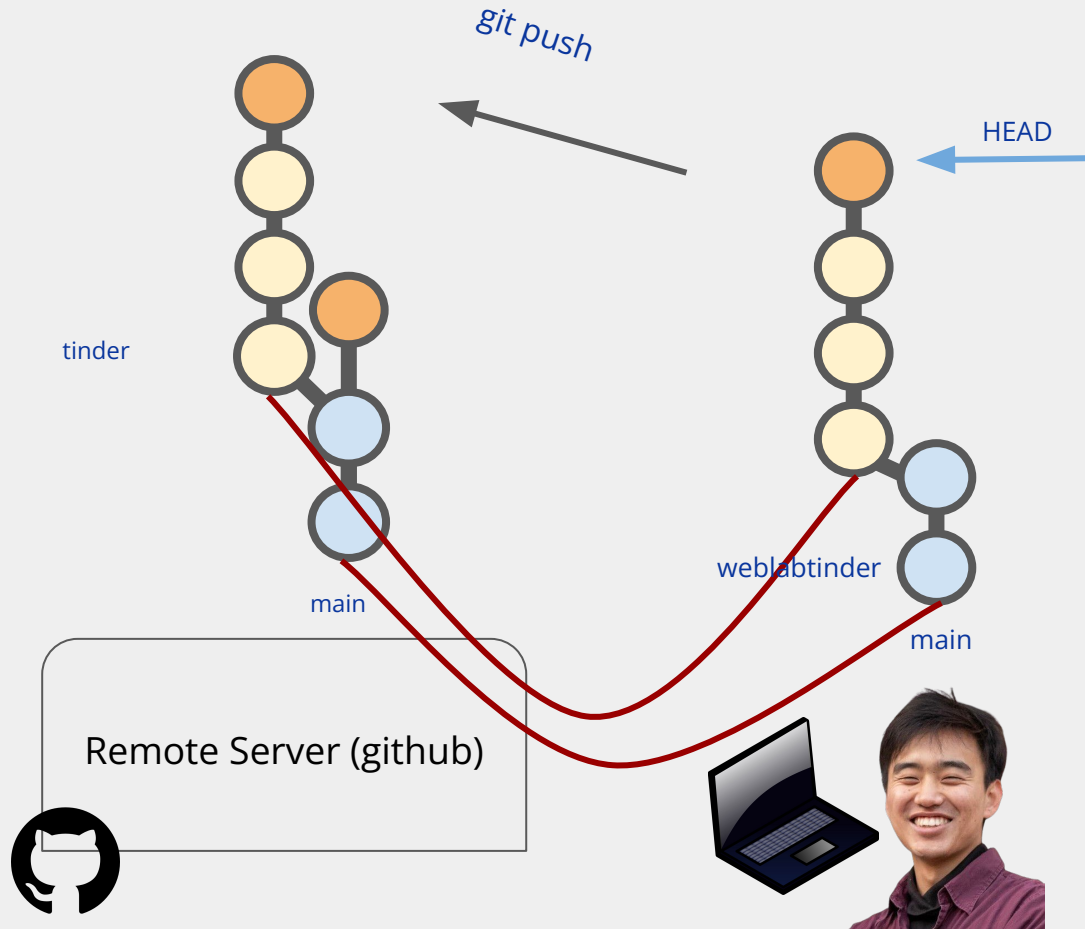 git push
HEAD
tinder
weblabtinder
main
main
Remote Server (github)